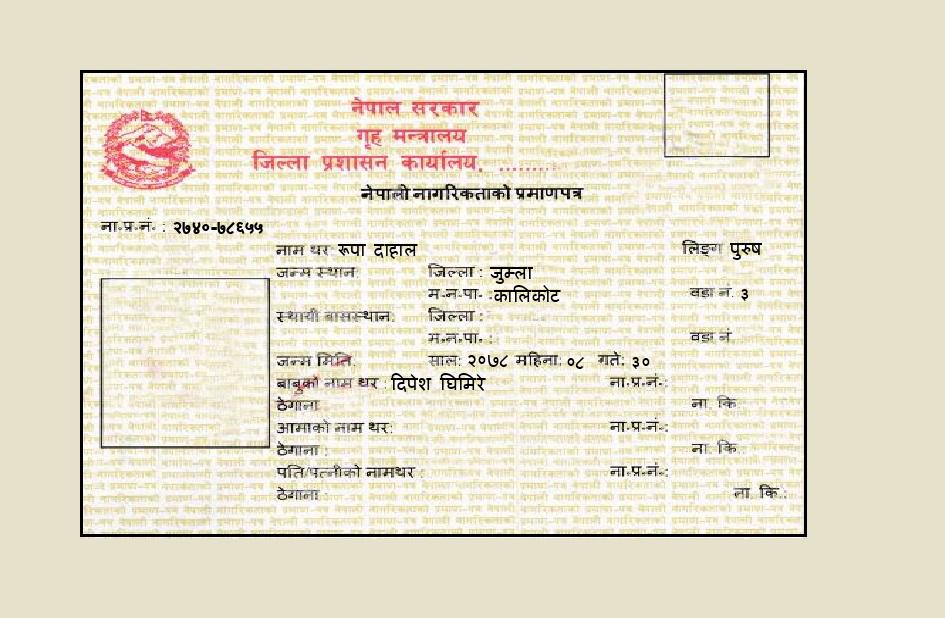 नेपाल सरकार
गृह मन्त्रालय
जिल्ला प्रशासन कार्यालय, .........
नेपाली नागरिकताको प्रमाणपत्र
ना.प्र.नं. : २७४०-७८६५५
नाम थर: रूपा दाहाल लिङ्ग पुरुष
जन्म स्थान: जिल्ला : जुम्ला
म.न.पा. :कालिकोट वडा नं. ३
स्थायी बासस्थान: जिल्ला :
म.न.पा. : वडा नं
जन्म मिति: साल: २०७८ महिना: ०८ गते: ३०
बाबुको नाम थर : दिपेश घिमिरे ना.प्र.नं.:
ठेगाना ना. कि.
आमाको नाम थर: ना.प्र.नं.:
ठेगाना : ना. कि.
पति/पत्नीको नामथर : ना.प्र.नं.:
ठेगाना : ना. कि.: